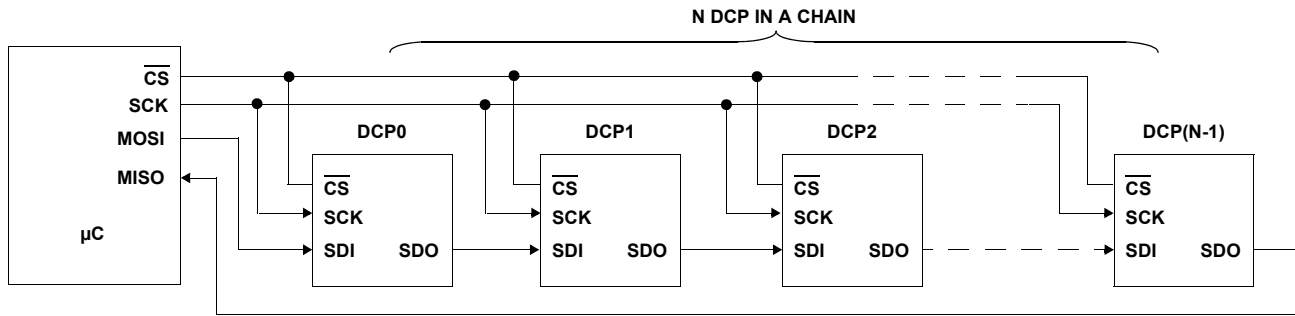 N DCP IN A CHAIN
CS
SCK
MOSI
MISO
µC
DCP0
CS
SCK
SDI SDO
DCP1
CS
SCK
SDI SDO
DCP2
CS
SCK
SDI SDO
DCP(N-1)
CS
SCK
SDI SDO